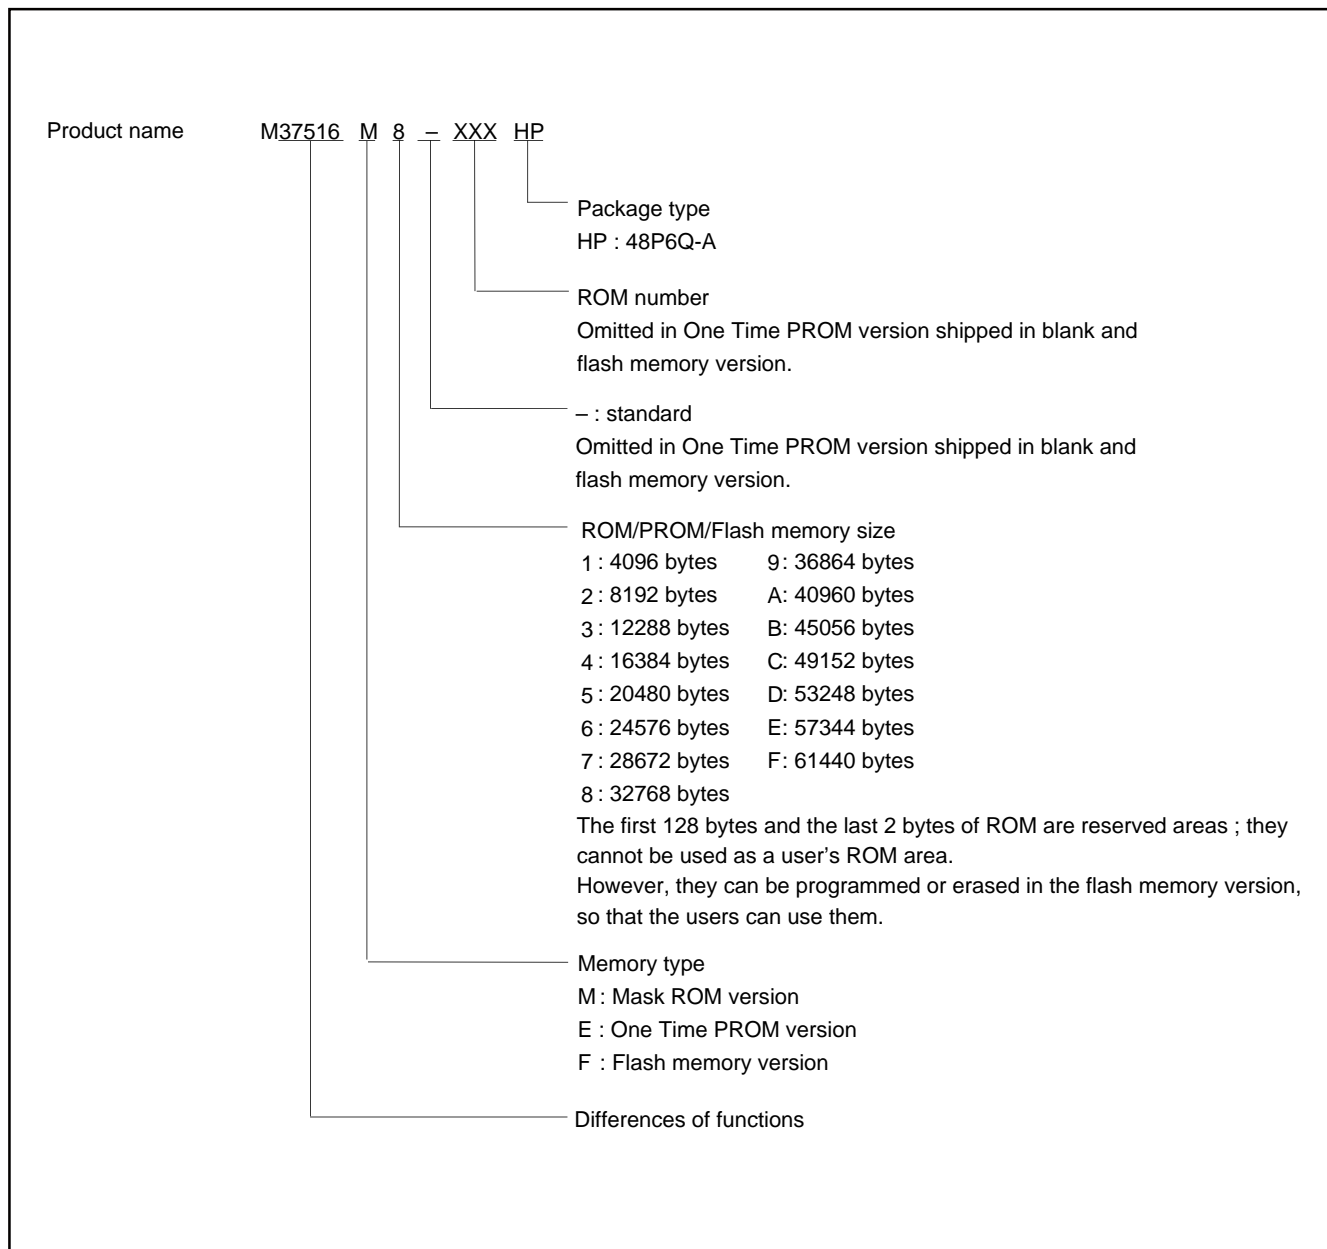 Product name M37516 M 8 – XXX HP
Package type
HP : 48P6Q-A
ROM number
Omitted in One Time PROM version shipped in blank and
flash memory version.
– : standard
Omitted in One Time PROM version shipped in blank and
flash memory version.
ROM/PROM/Flash memory size
1 : 4096 bytes 9: 36864 bytes
2 : 8192 bytes A: 40960 bytes
3 : 12288 bytes B: 45056 bytes
4 : 16384 bytes C: 49152 bytes
5 : 20480 bytes D: 53248 bytes
6 : 24576 bytes E: 57344 bytes
7 : 28672 bytes F: 61440 bytes
8 : 32768 bytes
The first 128 bytes and the last 2 bytes of ROM are reserved areas ; they
cannot be used as a user’s ROM area.
However, they can be programmed or erased in the flash memory version,
so that the users can use them.
Memory type
M : Mask ROM version
E : One Time PROM version
F : Flash memory version
Differences of functions